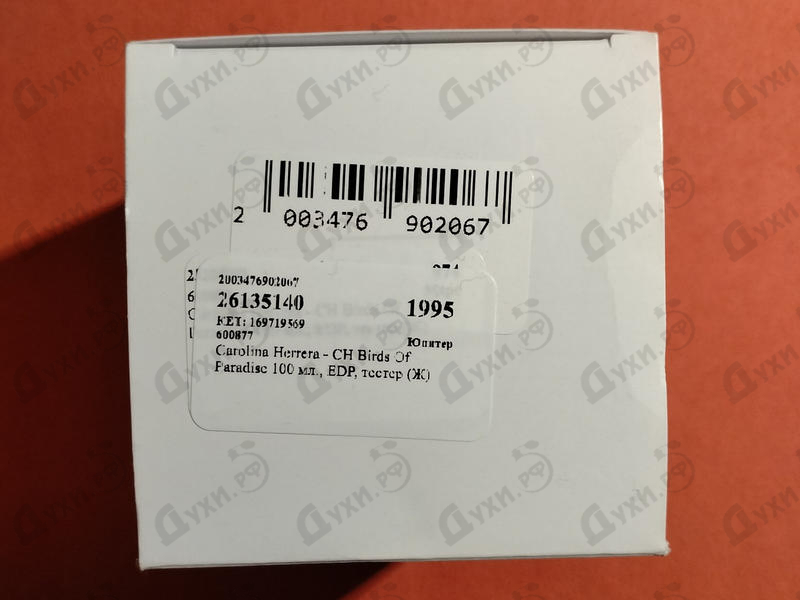 2 003476 902067
2003476902067
26135140 1995
КЕТ: 169719569
600877 Юпитер
Carolina Herrera - CH Birds Of
Paradise 100 мл., EDP, тестер (Ж)
Духи.рф